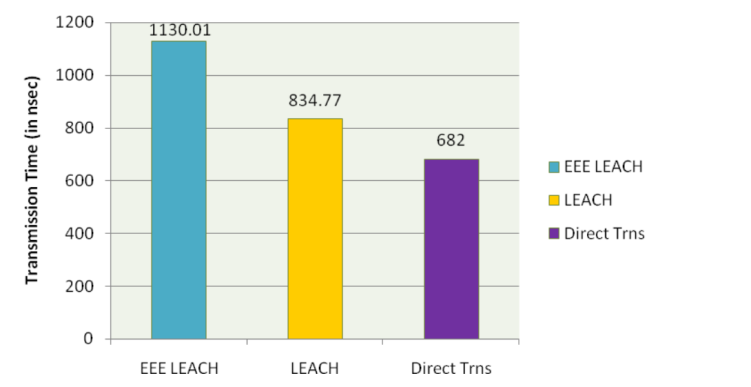 1200
1000
800
600
400
200
0
Transmission Time (in nsec)
1130.01
834.77
682
EEE LEACH
LEACH
Direct Trns
EEE LEACH
LEACH
Direct Trns